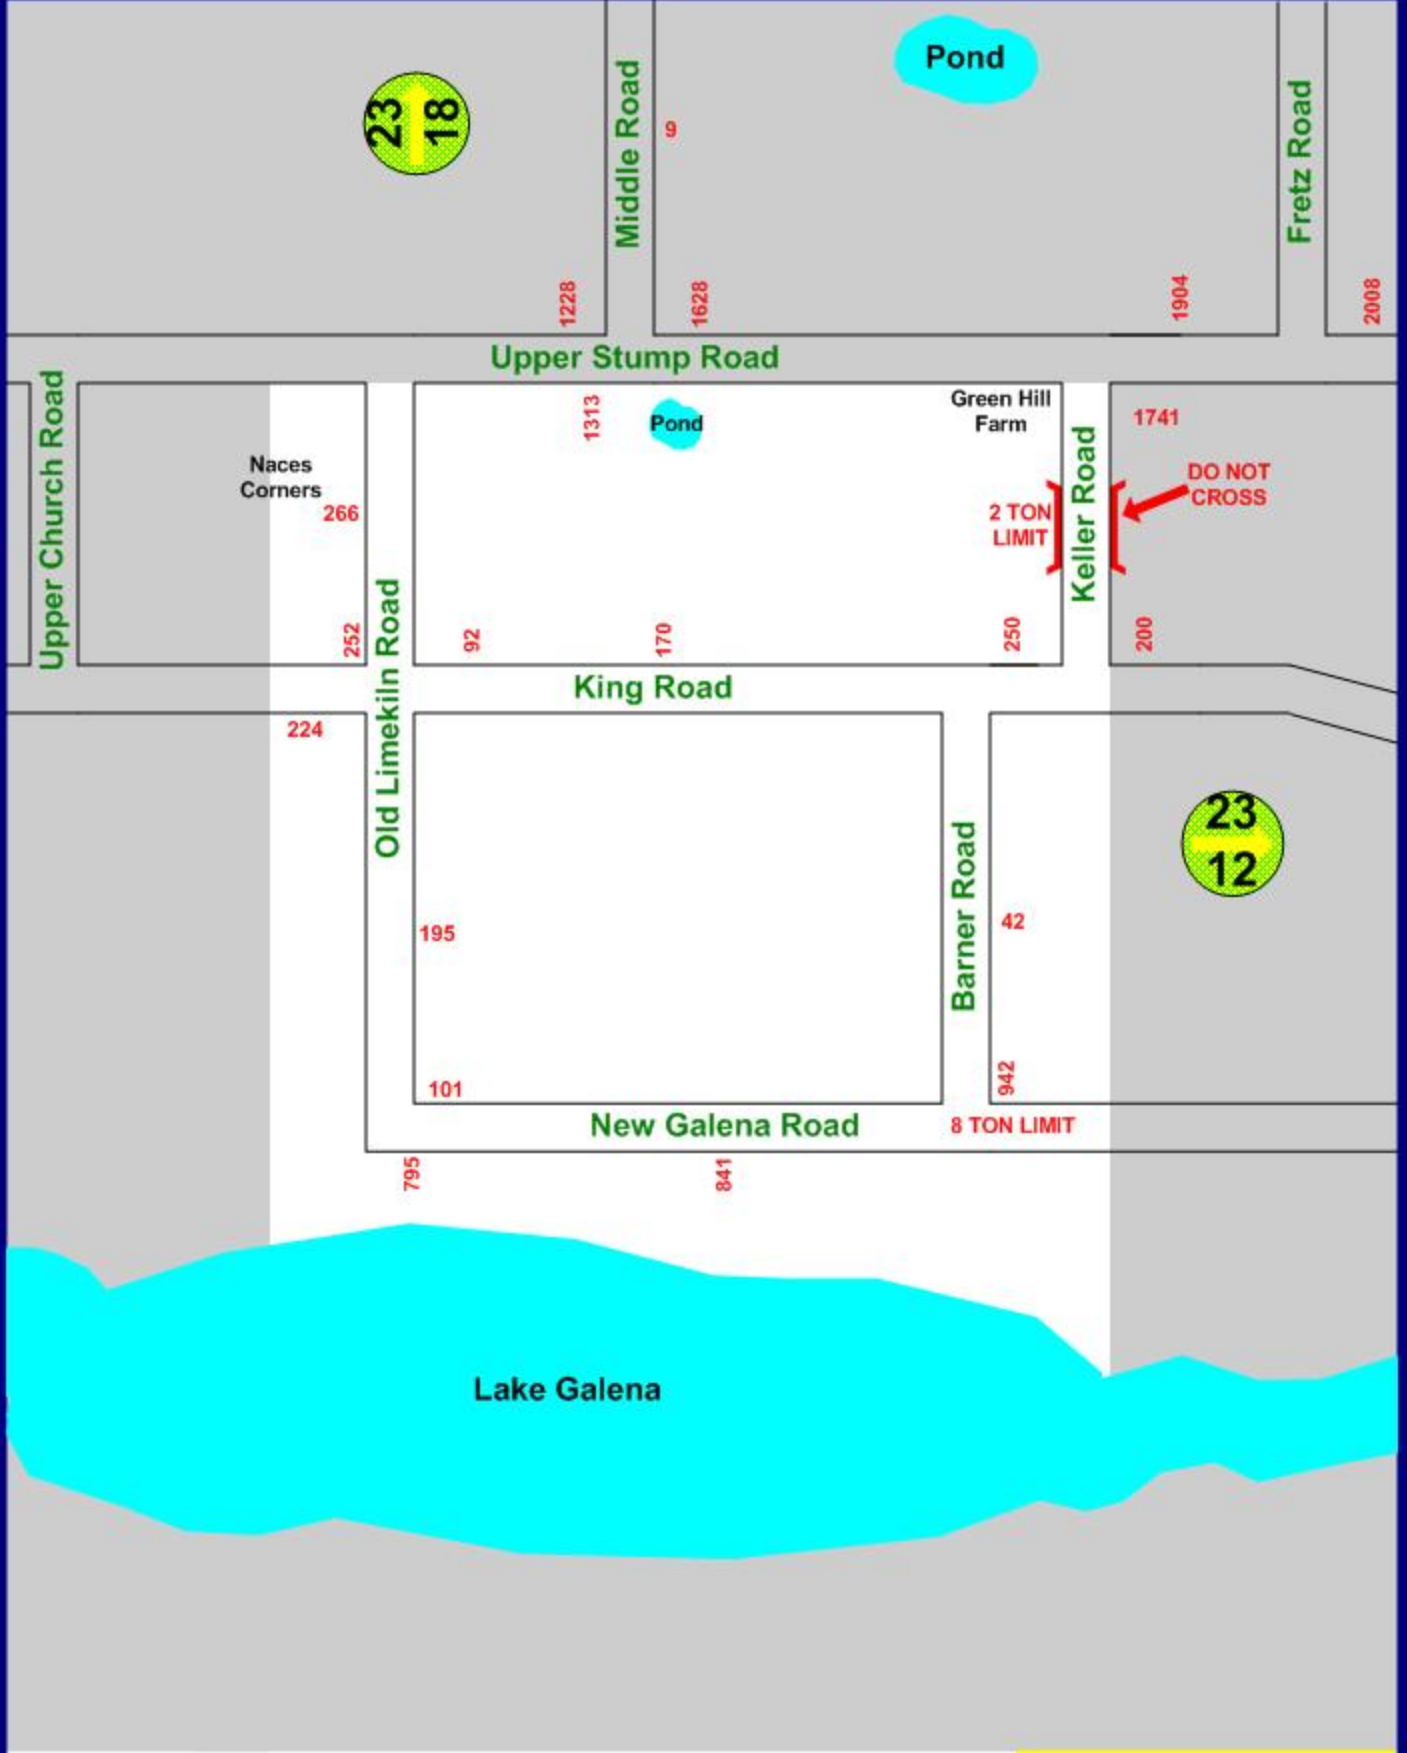 Pond
23
18
Middle Road
9
Fretz Road
1228
1628
1904
2008
Upper Stump Road
Upper Church Road
1313
Pond
Green Hill
Farm
1741
Naces
Corners
266
2 TON
LIMIT
Keller Road
DO NOT
CROSS
252
Old Limekiln Road
92
170
250
200
King Road
224
23
12
195
Barner Road
42
101
942
New Galena Road
8 TON LIMIT
795
841
Lake Galena